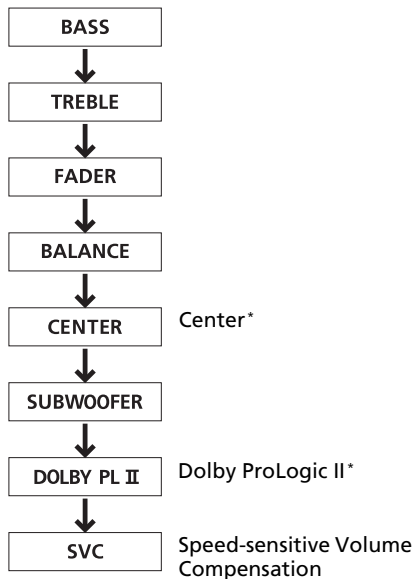 BASS
TREBLE
FADER
BALANCE
CENTER
Center*
SUBWOOFER
DOLBY PL II
Dolby ProLogic II*
SVC
Speed-sensitive Volume
Compensation